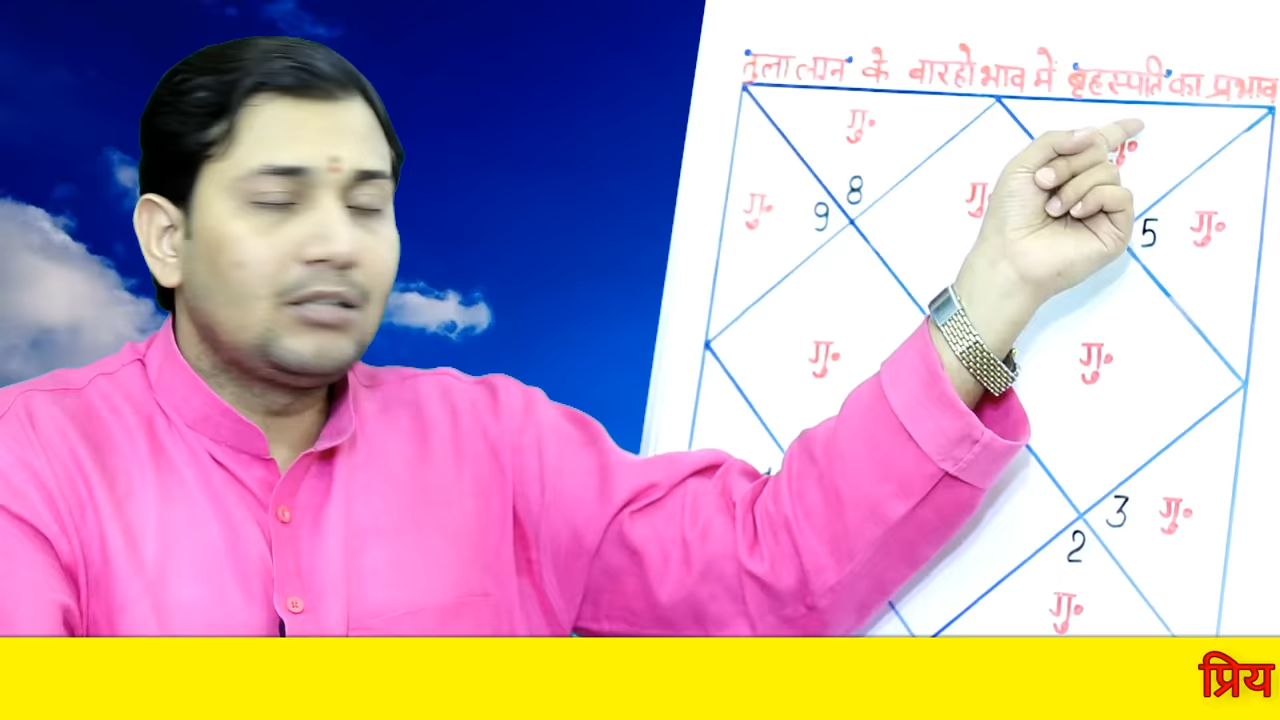 तुला लग्न के बारहो भाव में बृहस्पति का प्रभाव
गु॰
गु॰
8
गु॰
9
गु॰
5
गु॰
गु॰
गु॰
3
गु॰
2
गु॰
प्रिय